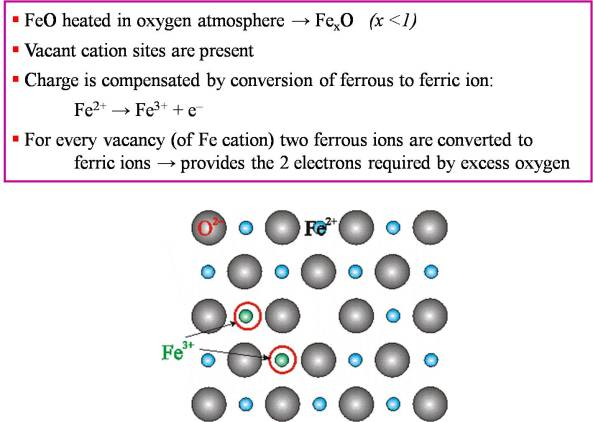 ▪ FeO heated in oxygen atmosphere → FeₓO (x <1)
▪ Vacant cation sites are present
▪ Charge is compensated by conversion of ferrous to ferric ion:
Fe²⁺ → Fe³⁺ + e⁻
▪ For every vacancy (of Fe cation) two ferrous ions are converted to
ferric ions → provides the 2 electrons required by excess oxygen
O²⁻ Fe²⁺
Fe³⁺